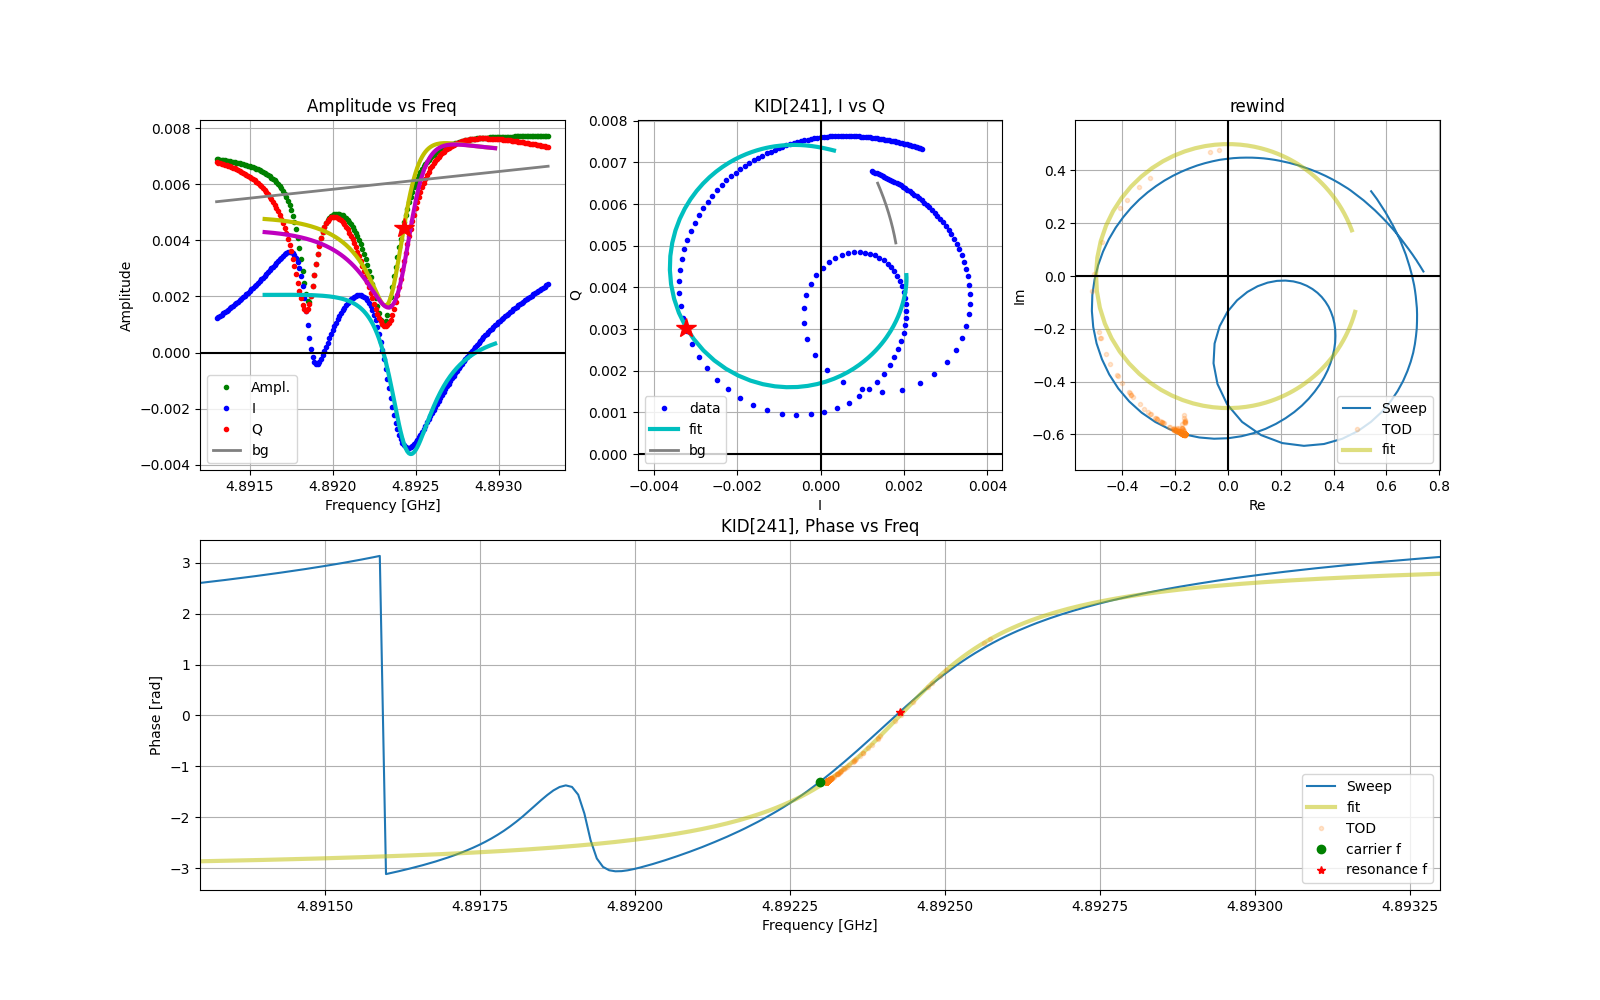 Amplitude vs Freq
KID[241], I vs Q
rewind
0.008
0.006
0.004
0.002
0.000
−0.002
−0.004
Amplitude
4.8915
4.8920
4.8925
4.8930
Frequency [GHz]
Ampl.
I
Q
bg
0.008
0.007
0.006
0.005
0.004
0.003
0.002
0.001
0.000
Q
−0.004
−0.002
0.000
0.002
0.004
I
data
fit
bg
0.4
0.2
0.0
−0.2
−0.4
−0.6
Im
−0.4
−0.2
0.0
0.2
0.4
0.6
0.8
Re
Sweep
TOD
fit
KID[241], Phase vs Freq
3
2
1
0
−1
−2
−3
Phase [rad]
4.89150
4.89175
4.89200
4.89225
4.89250
4.89275
4.89300
4.89325
Frequency [GHz]
Sweep
fit
TOD
carrier f
resonance f